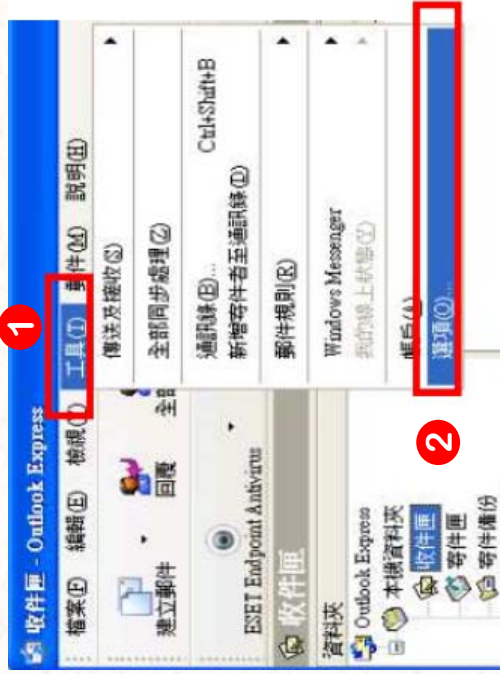 收件匣 - Outlook Express
檔案(F) 編輯(E) 檢視(V) 工具(T) 郵件(M) 說明(H)
1
建立郵件 回覆 全部
傳送及接收(S)
全部同步處理(Z)
通訊錄(B)... Ctrl+Shift+B
新增寄件者至通訊錄(D)
郵件規則(R)
Windows Messenger
我的線上狀態(Y)
帳戶(A)
選項(O)...
2
ESET Endpoint Antivirus
收件匣
資料夾
Outlook Express
本機資料夾
收件匣
寄件匣
寄件備份